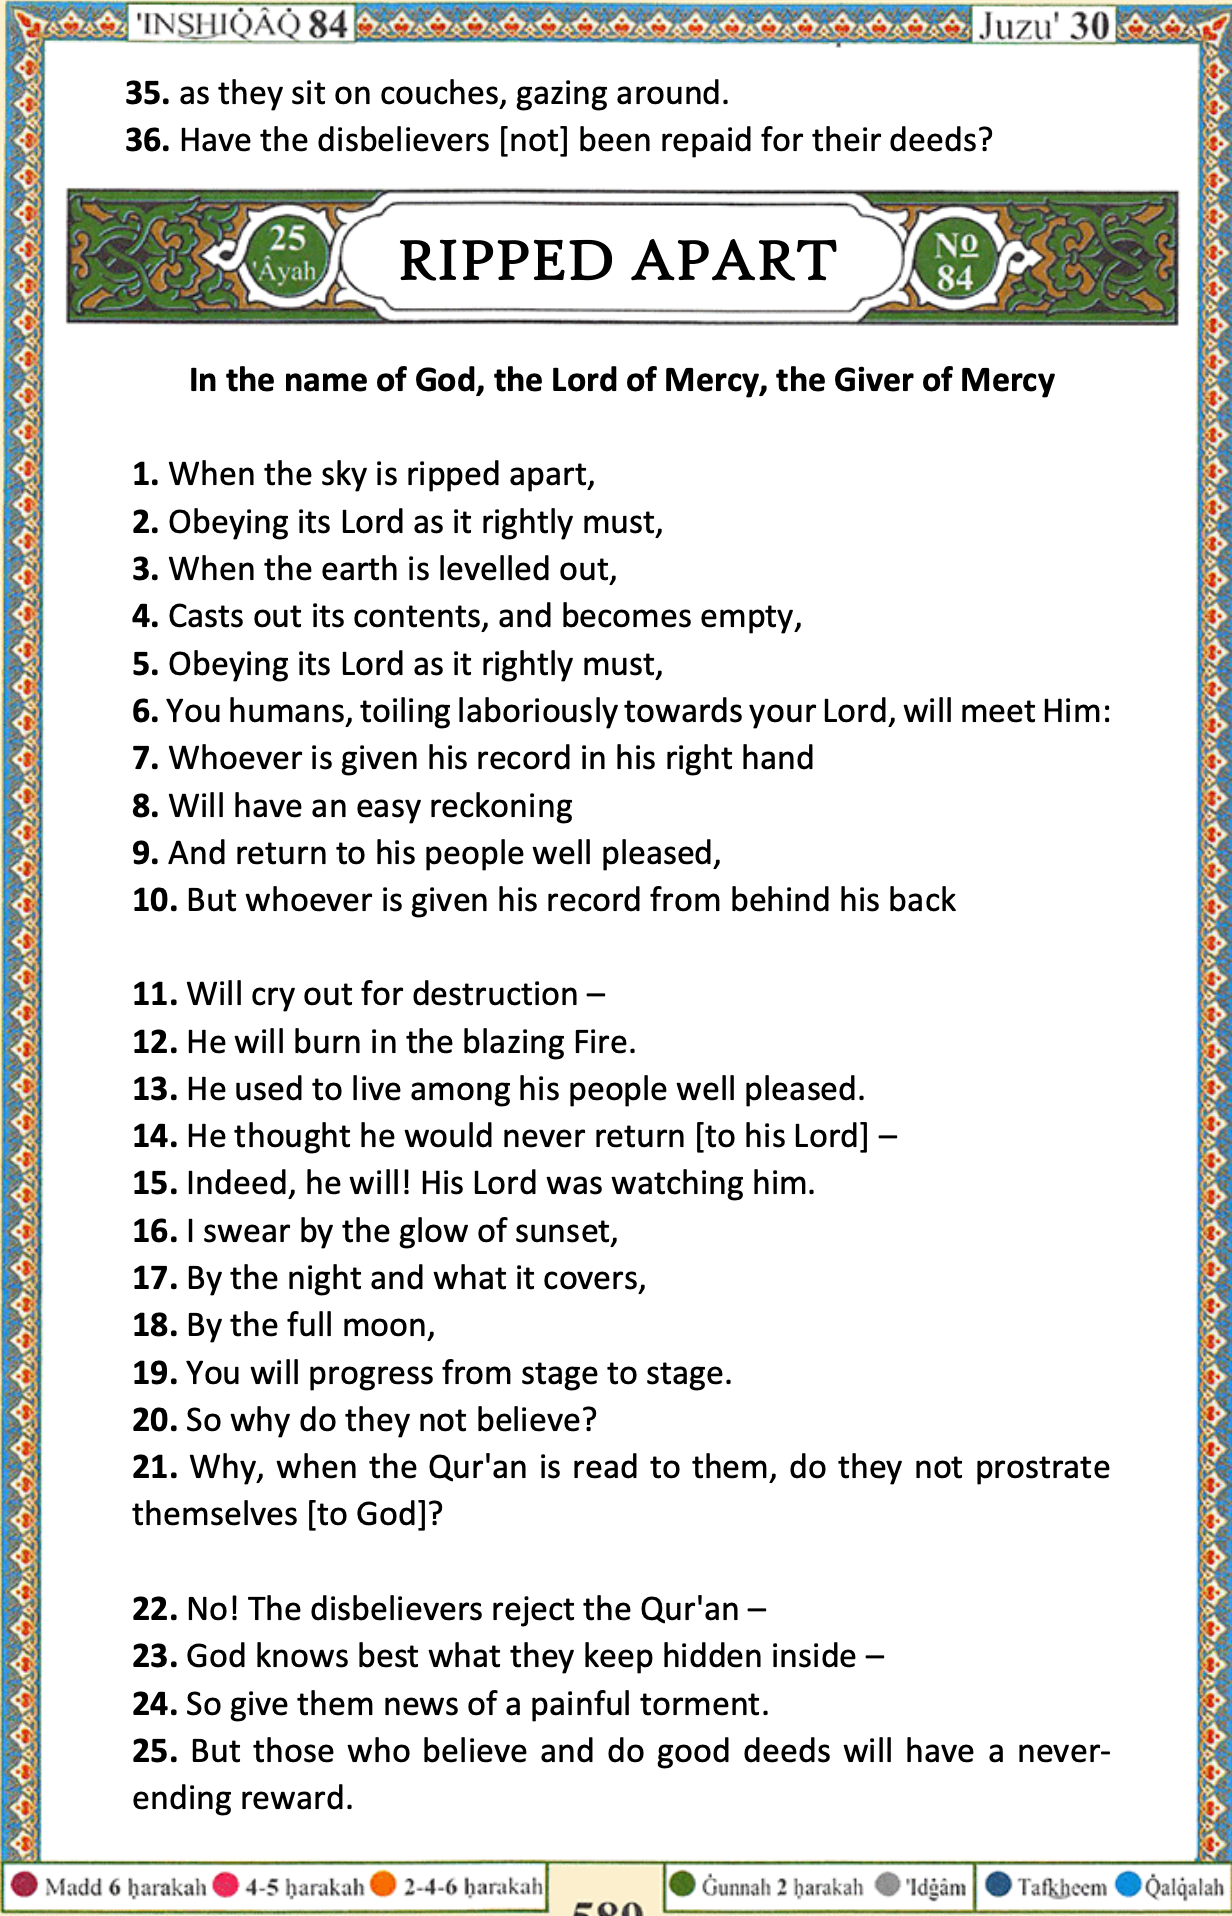 'INSHIQ̇ÂQ̇ 84
Juzu' 30
35. as they sit on couches, gazing around.
36. Have the disbelievers [not] been repaid for their deeds?
25
'Âyah
RIPPED APART
No
84
In the name of God, the Lord of Mercy, the Giver of Mercy
1. When the sky is ripped apart,
2. Obeying its Lord as it rightly must,
3. When the earth is levelled out,
4. Casts out its contents, and becomes empty,
5. Obeying its Lord as it rightly must,
6. You humans, toiling laboriously towards your Lord, will meet Him:
7. Whoever is given his record in his right hand
8. Will have an easy reckoning
9. And return to his people well pleased,
10. But whoever is given his record from behind his back
11. Will cry out for destruction –
12. He will burn in the blazing Fire.
13. He used to live among his people well pleased.
14. He thought he would never return [to his Lord] –
15. Indeed, he will! His Lord was watching him.
16. I swear by the glow of sunset,
17. By the night and what it covers,
18. By the full moon,
19. You will progress from stage to stage.
20. So why do they not believe?
21. Why, when the Qur'an is read to them, do they not prostrate
themselves [to God]?
22. No! The disbelievers reject the Qur'an –
23. God knows best what they keep hidden inside –
24. So give them news of a painful torment.
25. But those who believe and do good deeds will have a never-
ending reward.
Madd 6 ḥarakah 4-5 ḥarakah 2-4-6 ḥarakah
589
Ġunnah 2 ḥarakah 'Idġâm Tafkheem Q̇alq̇alah